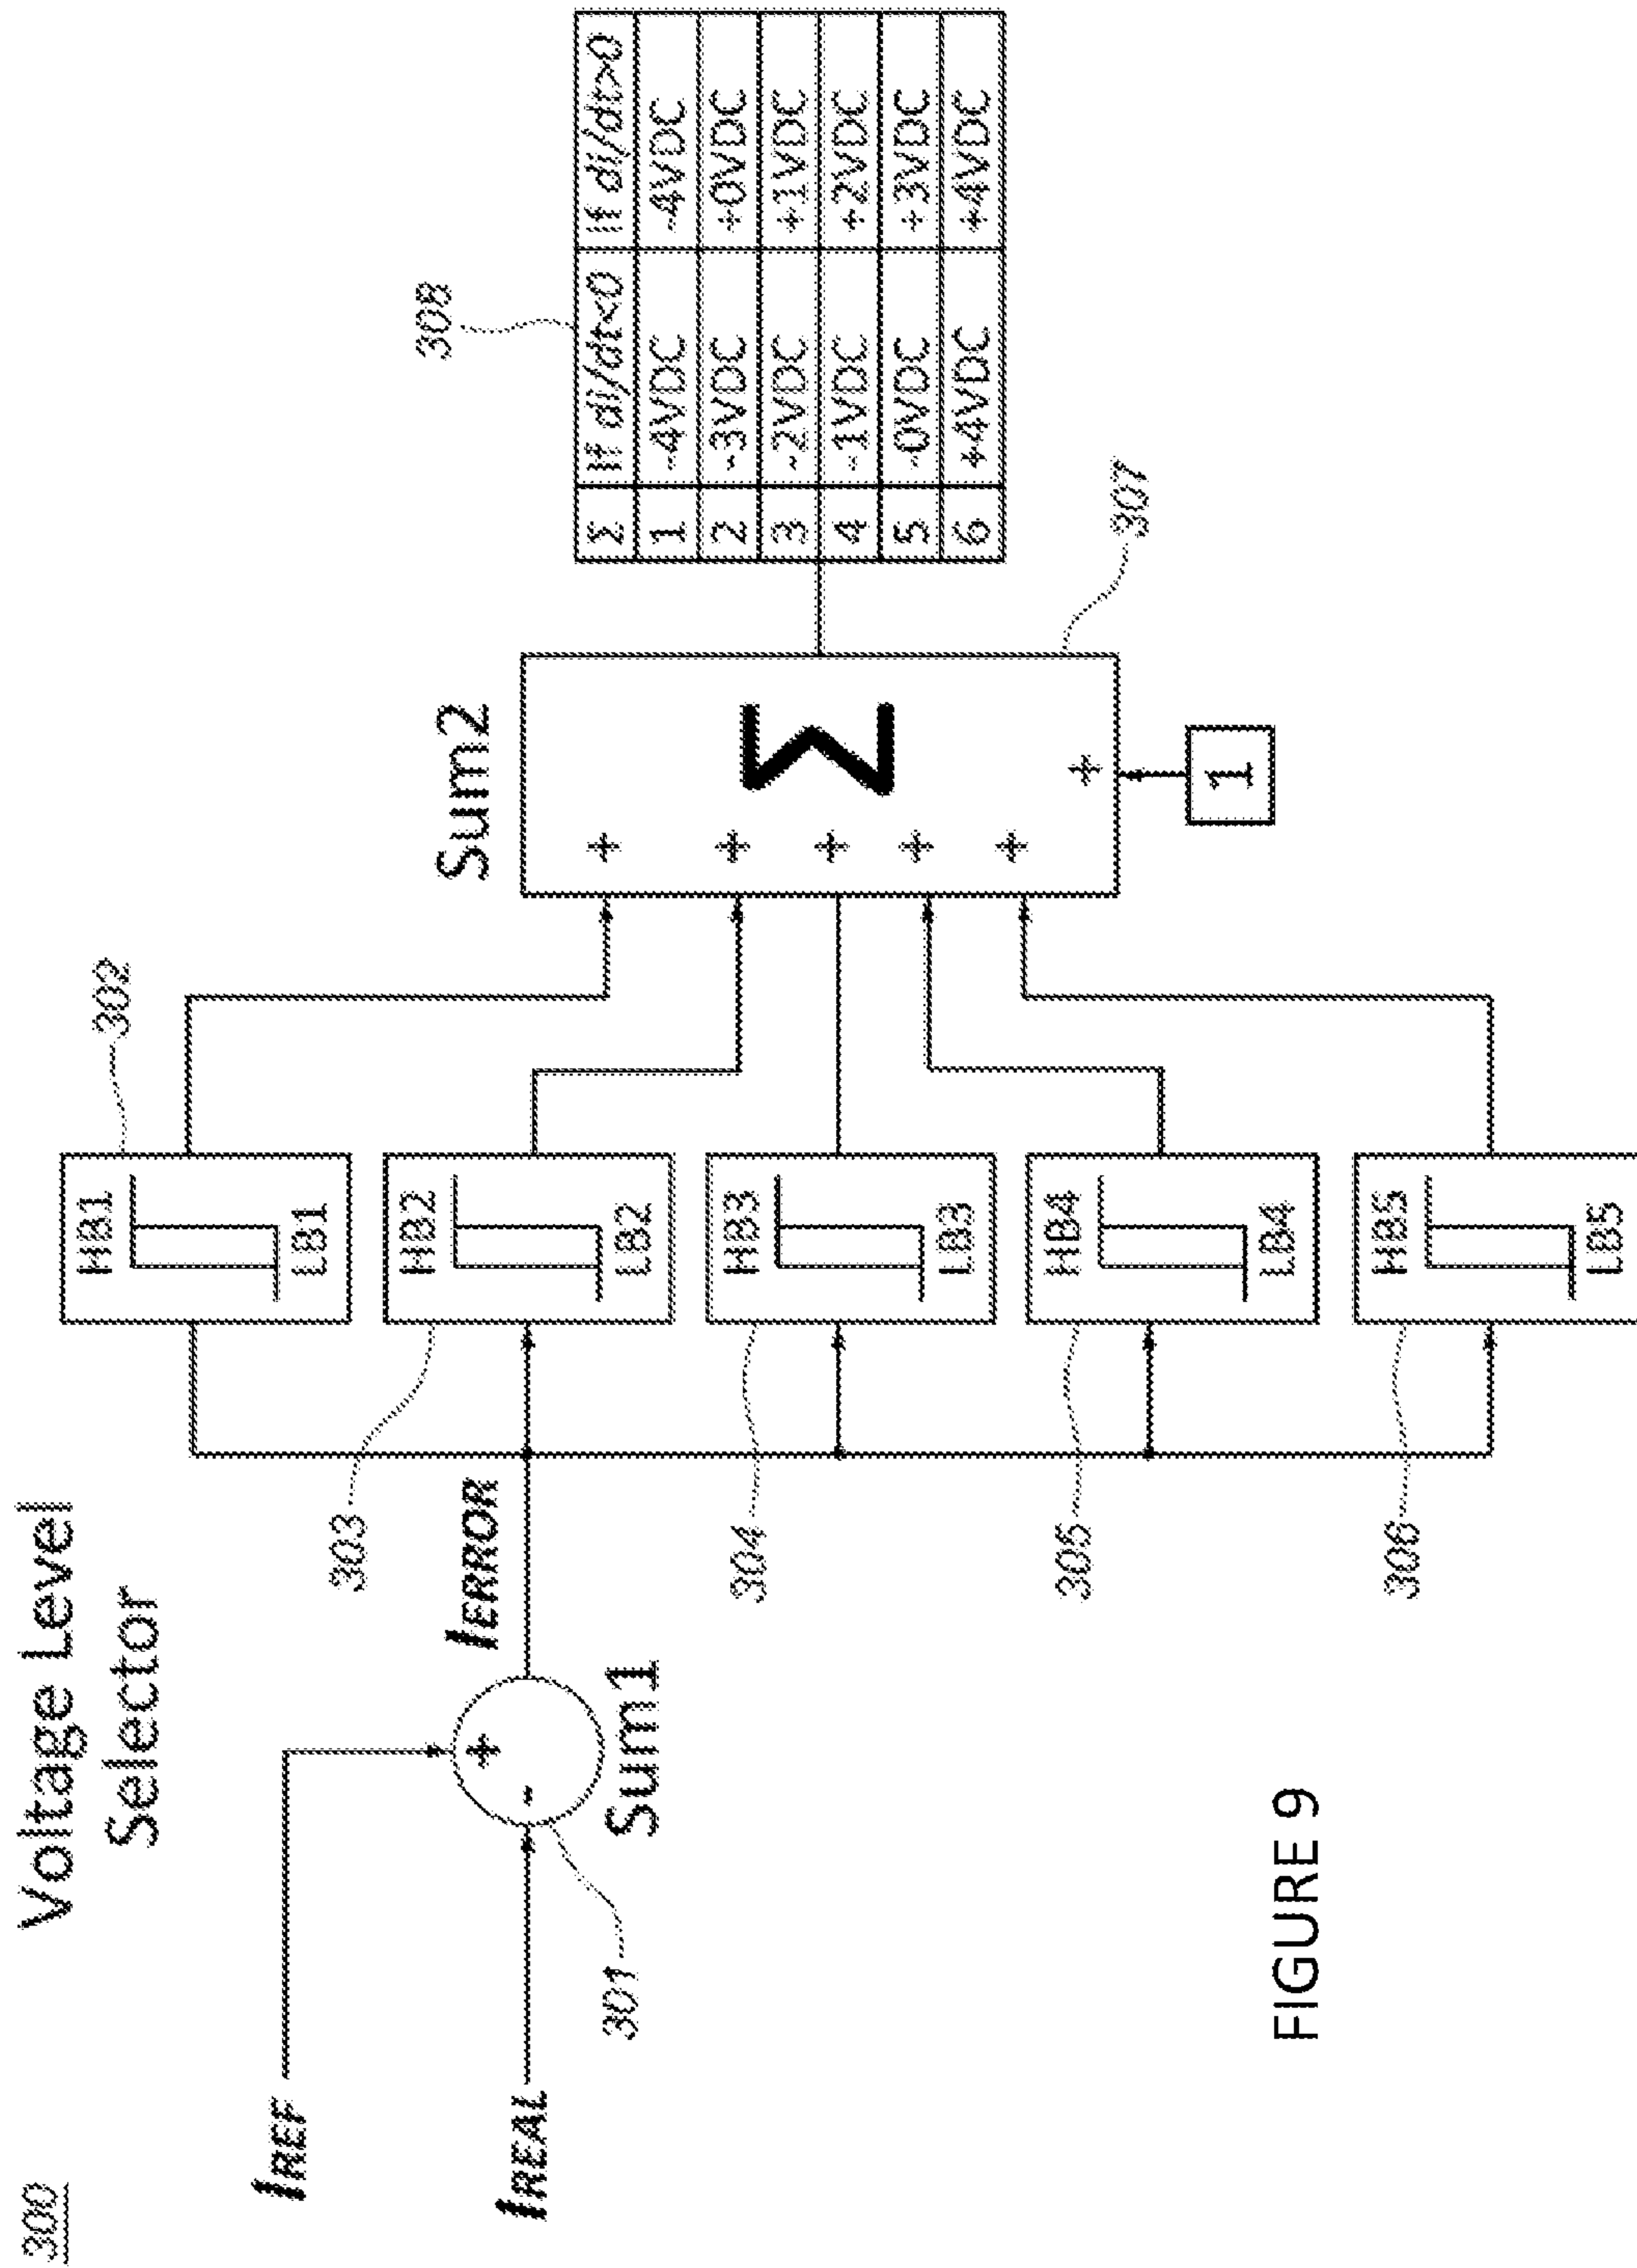 300
Voltage Level
Selector
IREF
IREAL
+
-
301
Sum1
IERROR
302
HB1
LB1
303
HB2
LB2
304
HB3
LB3
305
HB4
LB4
306
HB5
LB5
Sum2
+
+
+
+
+
+
Σ
1
307
308
Σ If di/dt<0 If di/dt>0
1 -4VDC -4VDC
2 -3VDC +0VDC
3 -2VDC +1VDC
4 -1VDC +2VDC
5 -0VDC +3VDC
6 +4VDC +4VDC
FIGURE 9